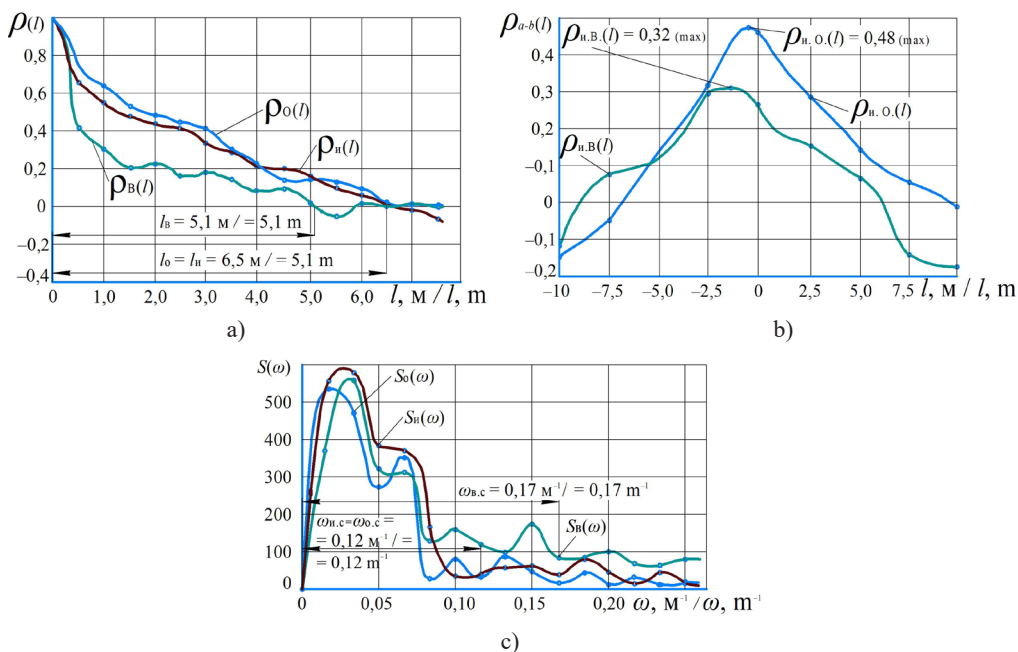 ρ(l)
0,8
0,6
0,4
0,2
0
–0,2
–0,4
ρО(l)
ρи(l)
ρВ(l)
lв = 5,1 м / = 5,1 m
lо = lи = 6,5 м / = 5,1 m
0 1,0 2,0 3,0 4,0 5,0 6,0 l, м / l, m
a)
ρa-b(l)
0,4
0,3
0,2
–0,1
0
–0,1
–0,2
ρи.В.(l) = 0,32 (max)
ρи. О.(l) = 0,48 (max)
ρи. О.(l)
ρи.В(l)
–10 –7,5 –5,0 –2,5 0 2,5 5,0 7,5 l, м / l, m
b)
S(ω)
500
400
300
200
100
0
SО(ω)
SИ(ω)
ωв.с = 0,17 м⁻¹/ = 0,17 m⁻¹
ωи.с=ωо.с =
= 0,12 м⁻¹/ =
= 0,12 m⁻¹
SВ(ω)
0 0,05 0,10 0,15 0,20 ω, м⁻¹/ω, m⁻¹
c)